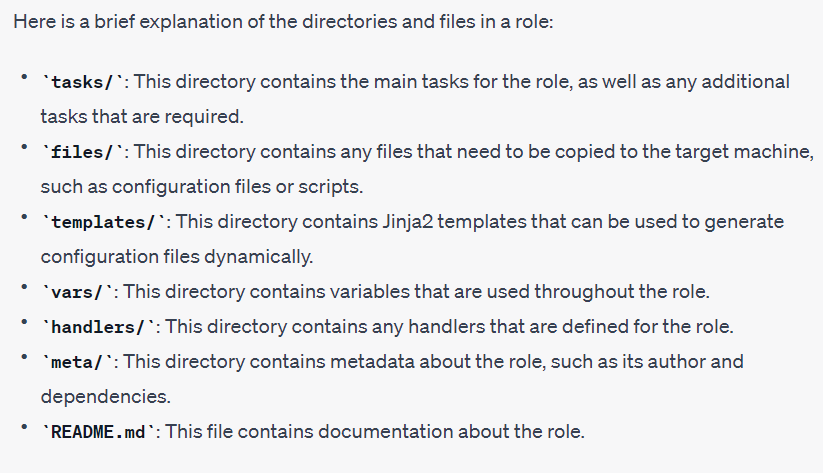 Here is a brief explanation of the directories and files in a role:
• `tasks/`: This directory contains the main tasks for the role, as well as any additional
tasks that are required.
• `files/`: This directory contains any files that need to be copied to the target machine,
such as configuration files or scripts.
• `templates/`: This directory contains Jinja2 templates that can be used to generate
configuration files dynamically.
• `vars/`: This directory contains variables that are used throughout the role.
• `handlers/`: This directory contains any handlers that are defined for the role.
• `meta/`: This directory contains metadata about the role, such as its author and
dependencies.
• `README.md`: This file contains documentation about the role.